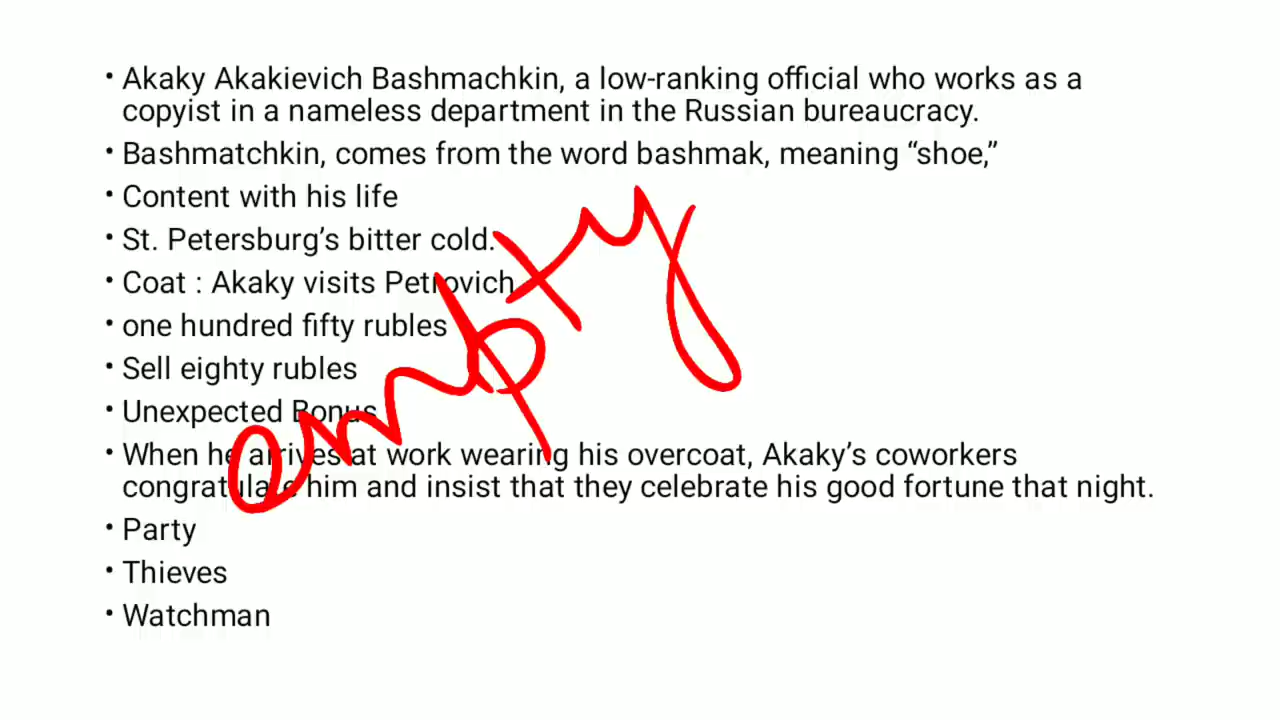 • Akaky Akakievich Bashmachkin, a low-ranking official who works as a
copyist in a nameless department in the Russian bureaucracy.
• Bashmatchkin, comes from the word bashmak, meaning “shoe,”
• Content with his life
• St. Petersburg’s bitter cold.
• Coat : Akaky visits Petrovich
• one hundred fifty rubles
• Sell eighty rubles
• Unexpected Bonus
• When he arrives at work wearing his overcoat, Akaky’s coworkers
congratulate him and insist that they celebrate his good fortune that night.
• Party
• Thieves
• Watchman
empty